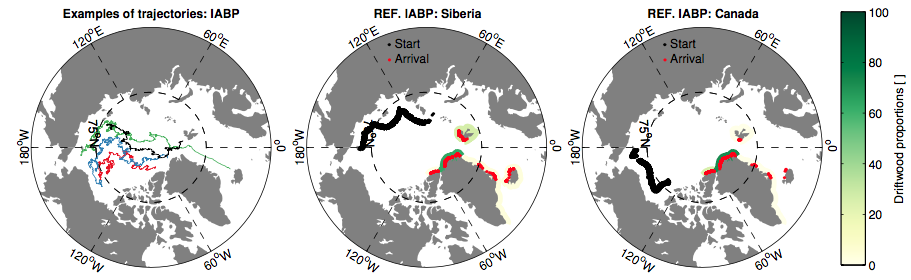 Examples of trajectories: IABP
REF. IABP: Siberia
REF. IABP: Canada
120°E
60°E
75°N
180°W
0°
120°W
60°W
120°E
60°E
Start
Arrival
°N
180°W
0°
120°W
60°W
120°E
60°E
Start
Arrival
75°N
180°W
0°
120°W
60°W
100
80
60
40
20
0
Driftwood proportions [ ]